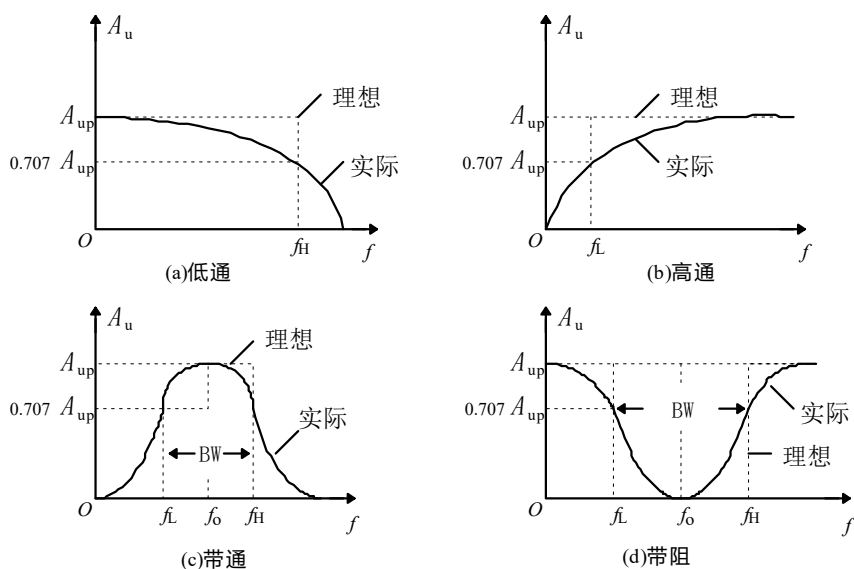 A_u
理想
A_up
0.707 A_up
实际
O
f_H
f
(a)低通
A_u
理想
A_up
0.707 A_up
实际
O
f_L
f
(b)高通
A_u
理想
A_up
0.707 A_up
实际
BW
O
f_L
f_o
f_H
f
(c)带通
A_u
A_up
0.707 A_up
BW
实际
理想
O
f_L
f_o
f_H
f
(d)带阻